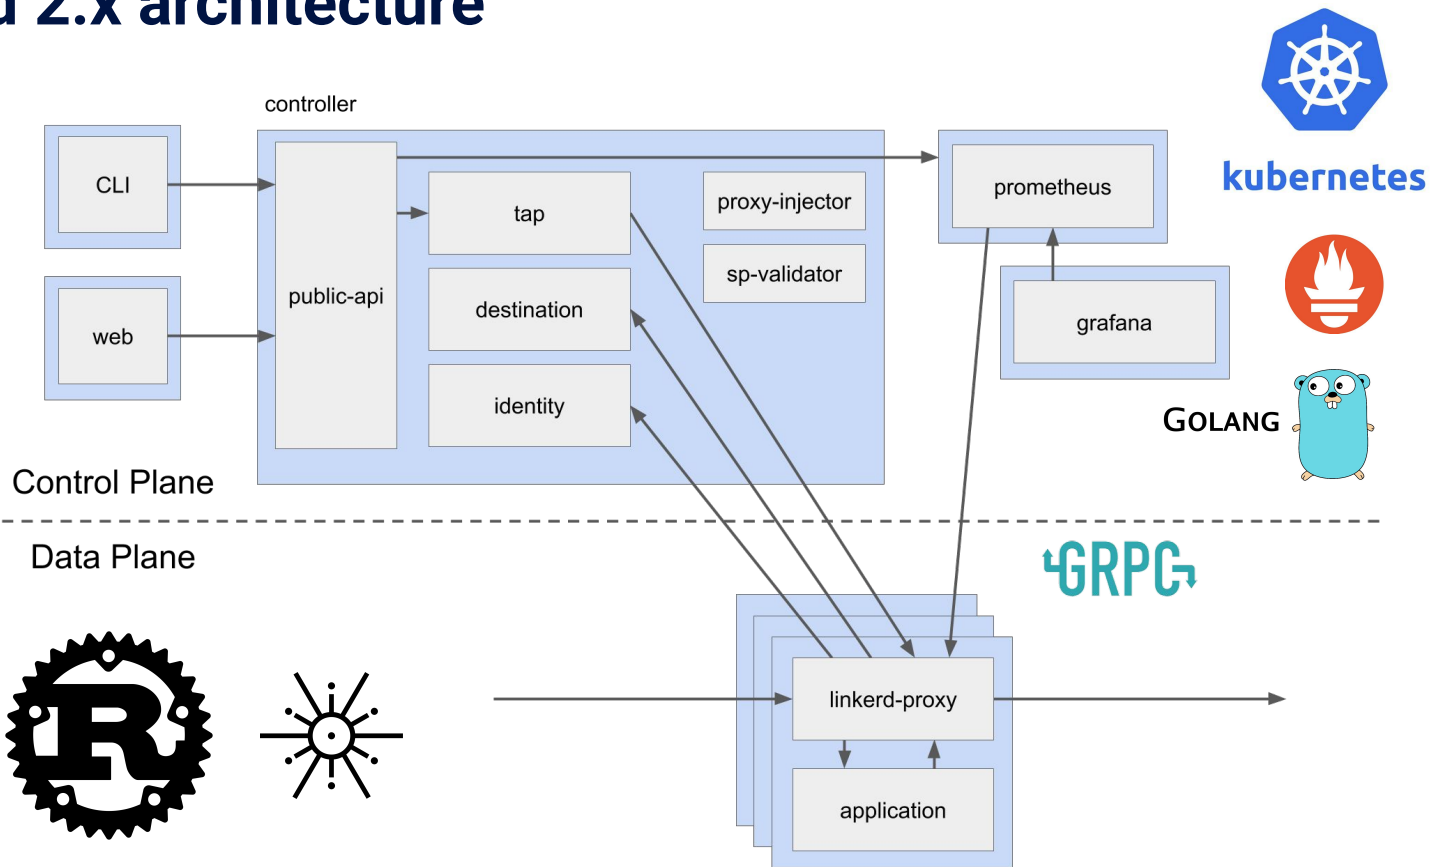 2.x architecture
controller
CLI
web
public-api
tap
destination
identity
proxy-injector
sp-validator
prometheus
grafana
kubernetes
GOLANG
Control Plane
Data Plane
GRPC
R
linkerd-proxy
application